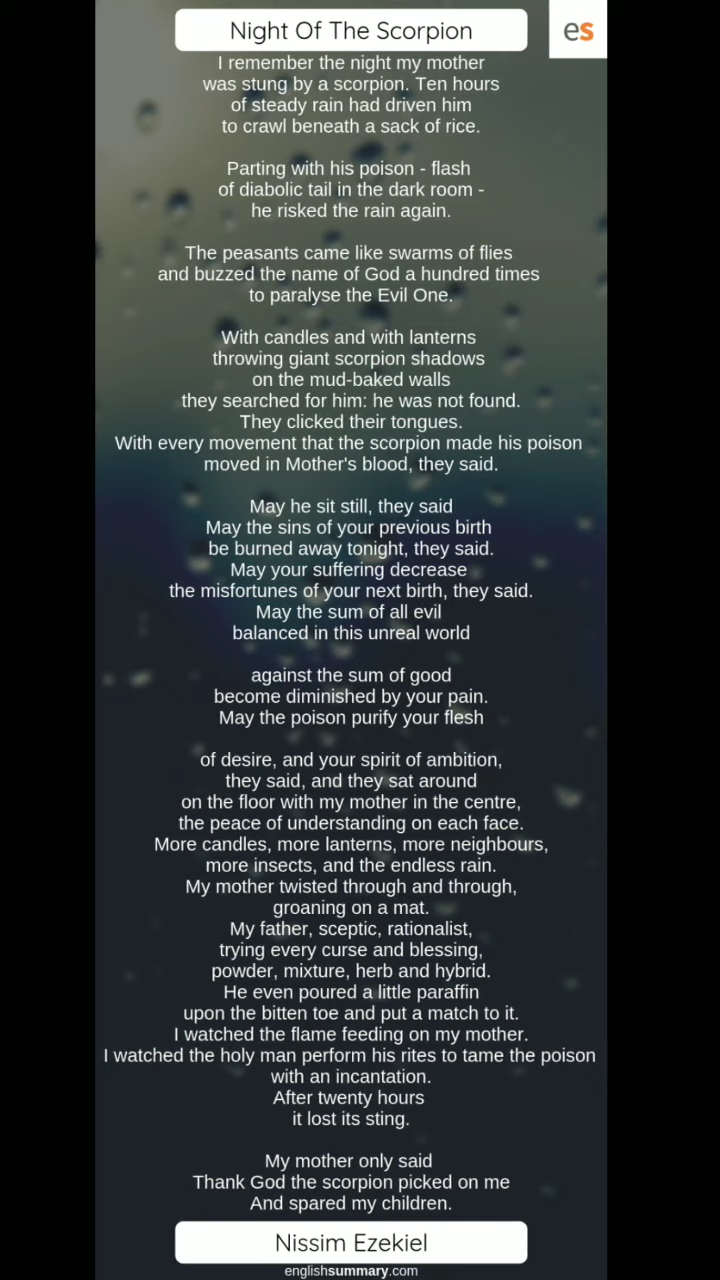 Night Of The Scorpion
es
I remember the night my mother
was stung by a scorpion. Ten hours
of steady rain had driven him
to crawl beneath a sack of rice.
Parting with his poison - flash
of diabolic tail in the dark room -
he risked the rain again.
The peasants came like swarms of flies
and buzzed the name of God a hundred times
to paralyse the Evil One.
With candles and with lanterns
throwing giant scorpion shadows
on the mud-baked walls
they searched for him: he was not found.
They clicked their tongues.
With every movement that the scorpion made his poison
moved in Mother's blood, they said.
May he sit still, they said
May the sins of your previous birth
be burned away tonight, they said.
May your suffering decrease
the misfortunes of your next birth, they said.
May the sum of all evil
balanced in this unreal world
against the sum of good
become diminished by your pain.
May the poison purify your flesh
of desire, and your spirit of ambition,
they said, and they sat around
on the floor with my mother in the centre,
the peace of understanding on each face.
More candles, more lanterns, more neighbours,
more insects, and the endless rain.
My mother twisted through and through,
groaning on a mat.
My father, sceptic, rationalist,
trying every curse and blessing,
powder, mixture, herb and hybrid.
He even poured a little paraffin
upon the bitten toe and put a match to it.
I watched the flame feeding on my mother.
I watched the holy man perform his rites to tame the poison
with an incantation.
After twenty hours
it lost its sting.
My mother only said
Thank God the scorpion picked on me
And spared my children.
Nissim Ezekiel
englishsummary.com